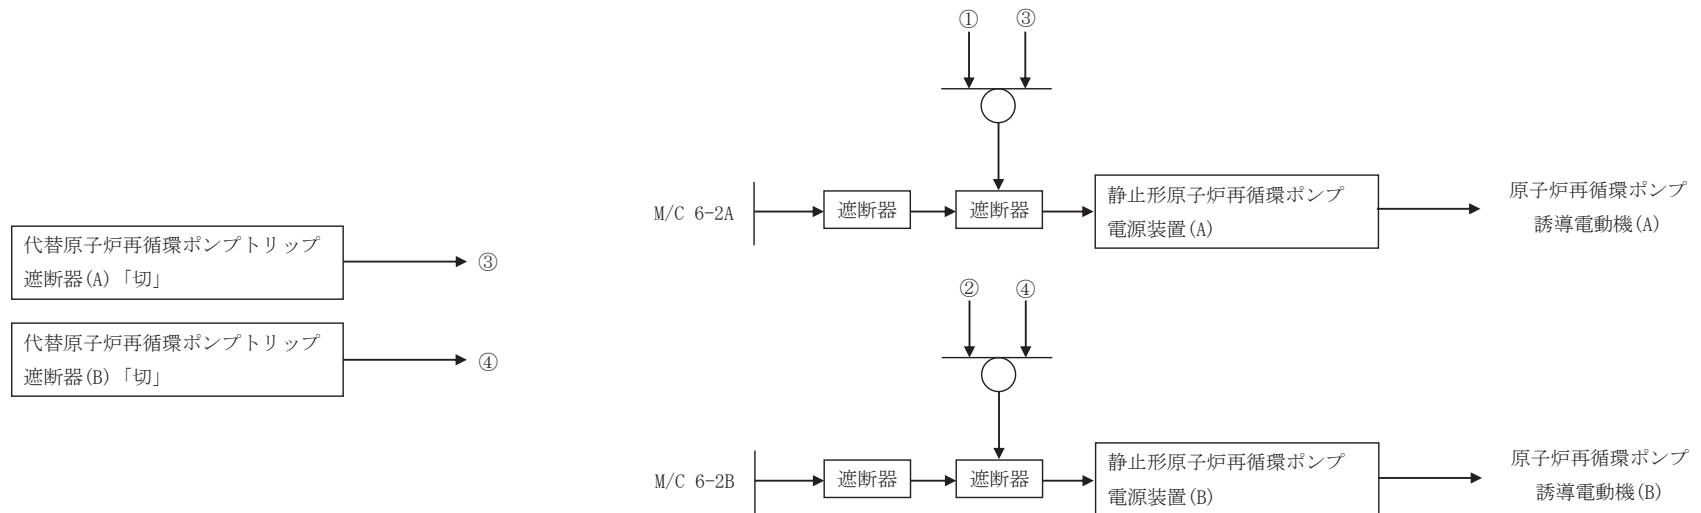 ① ③
M/C 6-2A
遮断器
遮断器
静止形原子炉再循環ポンプ
電源装置(A)
原子炉再循環ポンプ
誘導電動機(A)
代替原子炉再循環ポンプトリップ
遮断器(A)「切」
③
代替原子炉再循環ポンプトリップ
遮断器(B)「切」
④
② ④
M/C 6-2B
遮断器
遮断器
静止形原子炉再循環ポンプ
電源装置(B)
原子炉再循環ポンプ
誘導電動機(B)